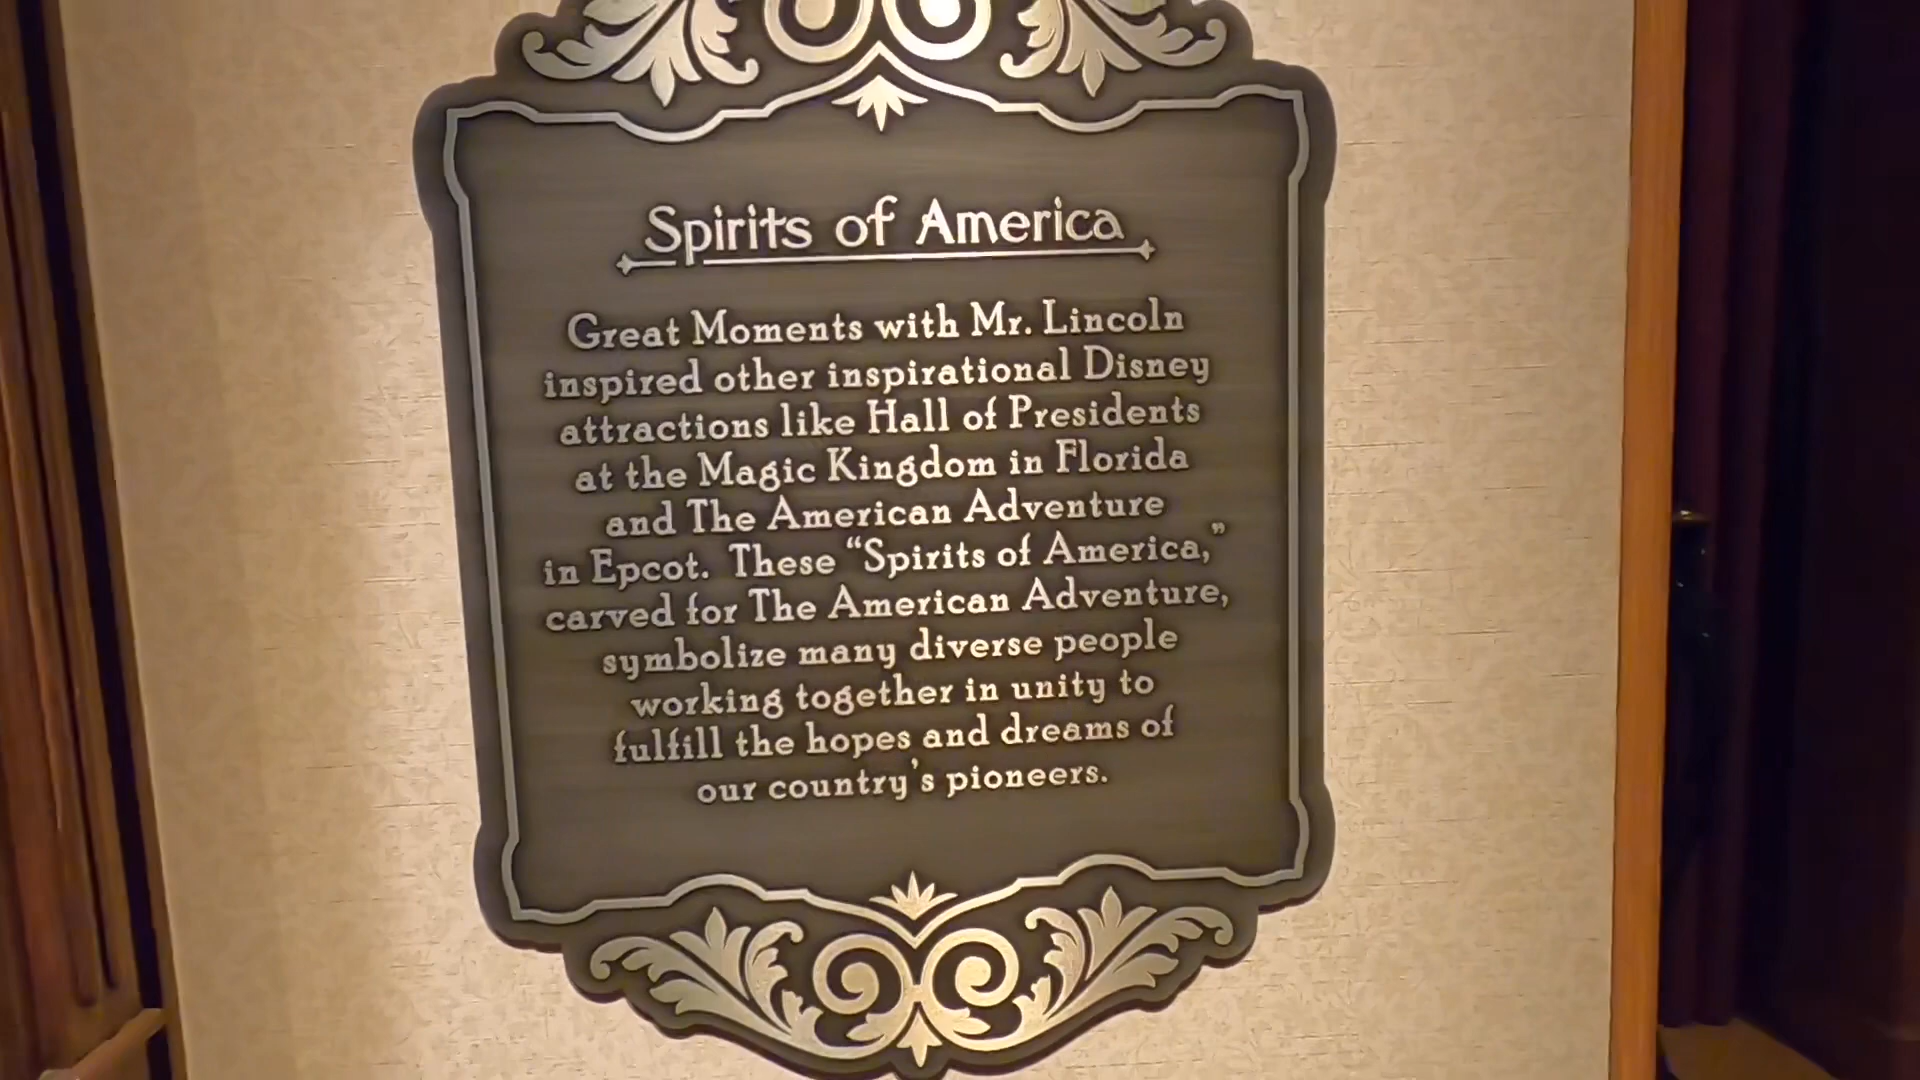 Spirits of America
Great Moments with Mr. Lincoln
inspired other inspirational Disney
attractions like Hall of Presidents
at the Magic Kingdom in Florida
and The American Adventure
in Epcot. These “Spirits of America,”
carved for The American Adventure,
symbolize many diverse people
working together in unity to
fulfill the hopes and dreams of
our country's pioneers.